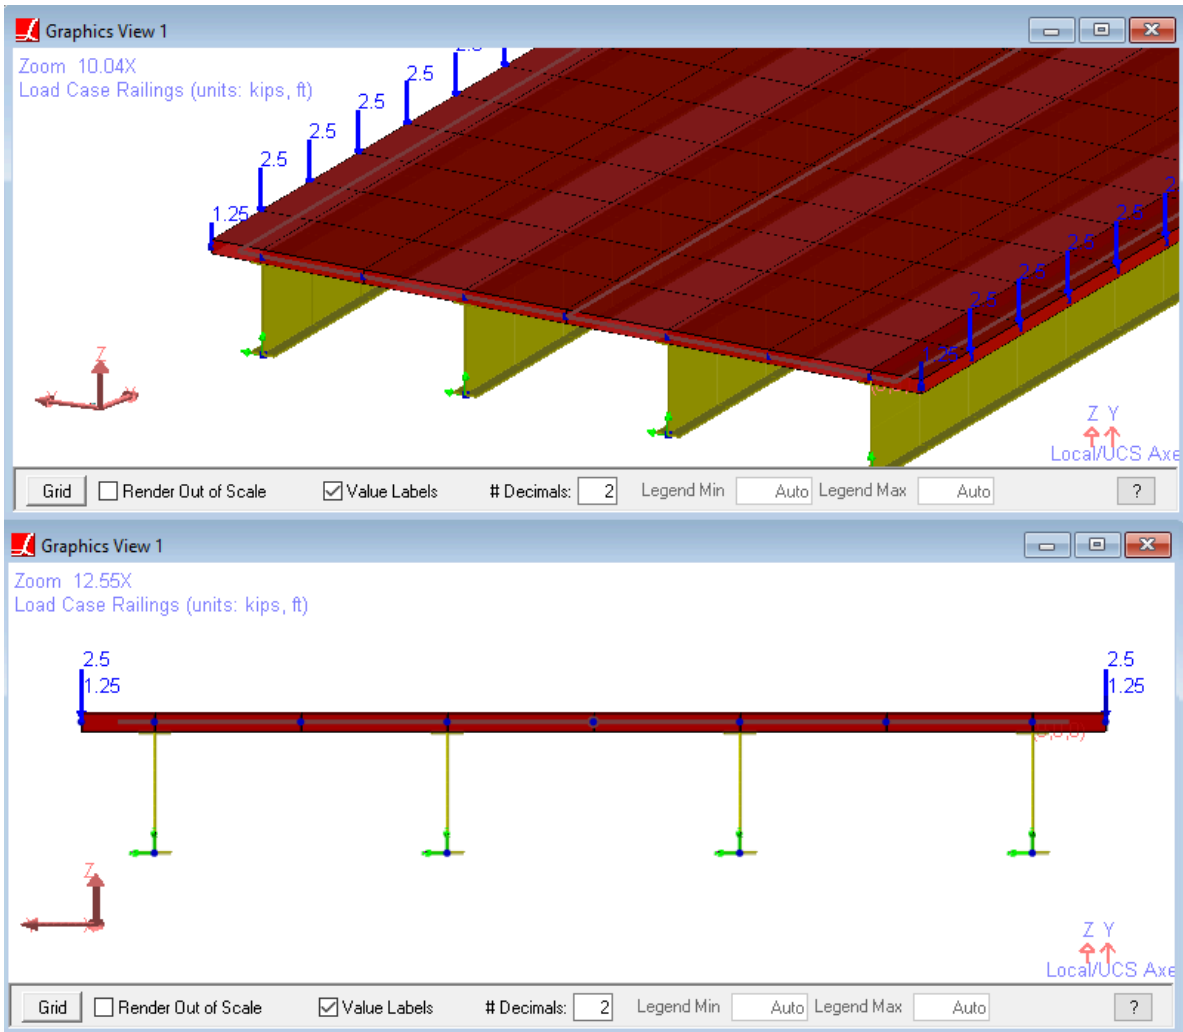 Graphics View 1
Zoom 10.04X
Load Case Railings (units: kips, ft)
2.5
2.5
2.5
2.5
2.5
1.25
2.5
2.5
2.5
2.5
1.25
Z
Z Y
Local/UCS Axe
Grid Render Out of Scale Value Labels # Decimals: 2 Legend Min Auto Legend Max Auto ?
Graphics View 1
Zoom 12.55X
Load Case Railings (units: kips, ft)
2.5 2.5
1.25 1.25
Z
Z Y
Local/UCS Axe
Grid Render Out of Scale Value Labels # Decimals: 2 Legend Min Auto Legend Max Auto ?